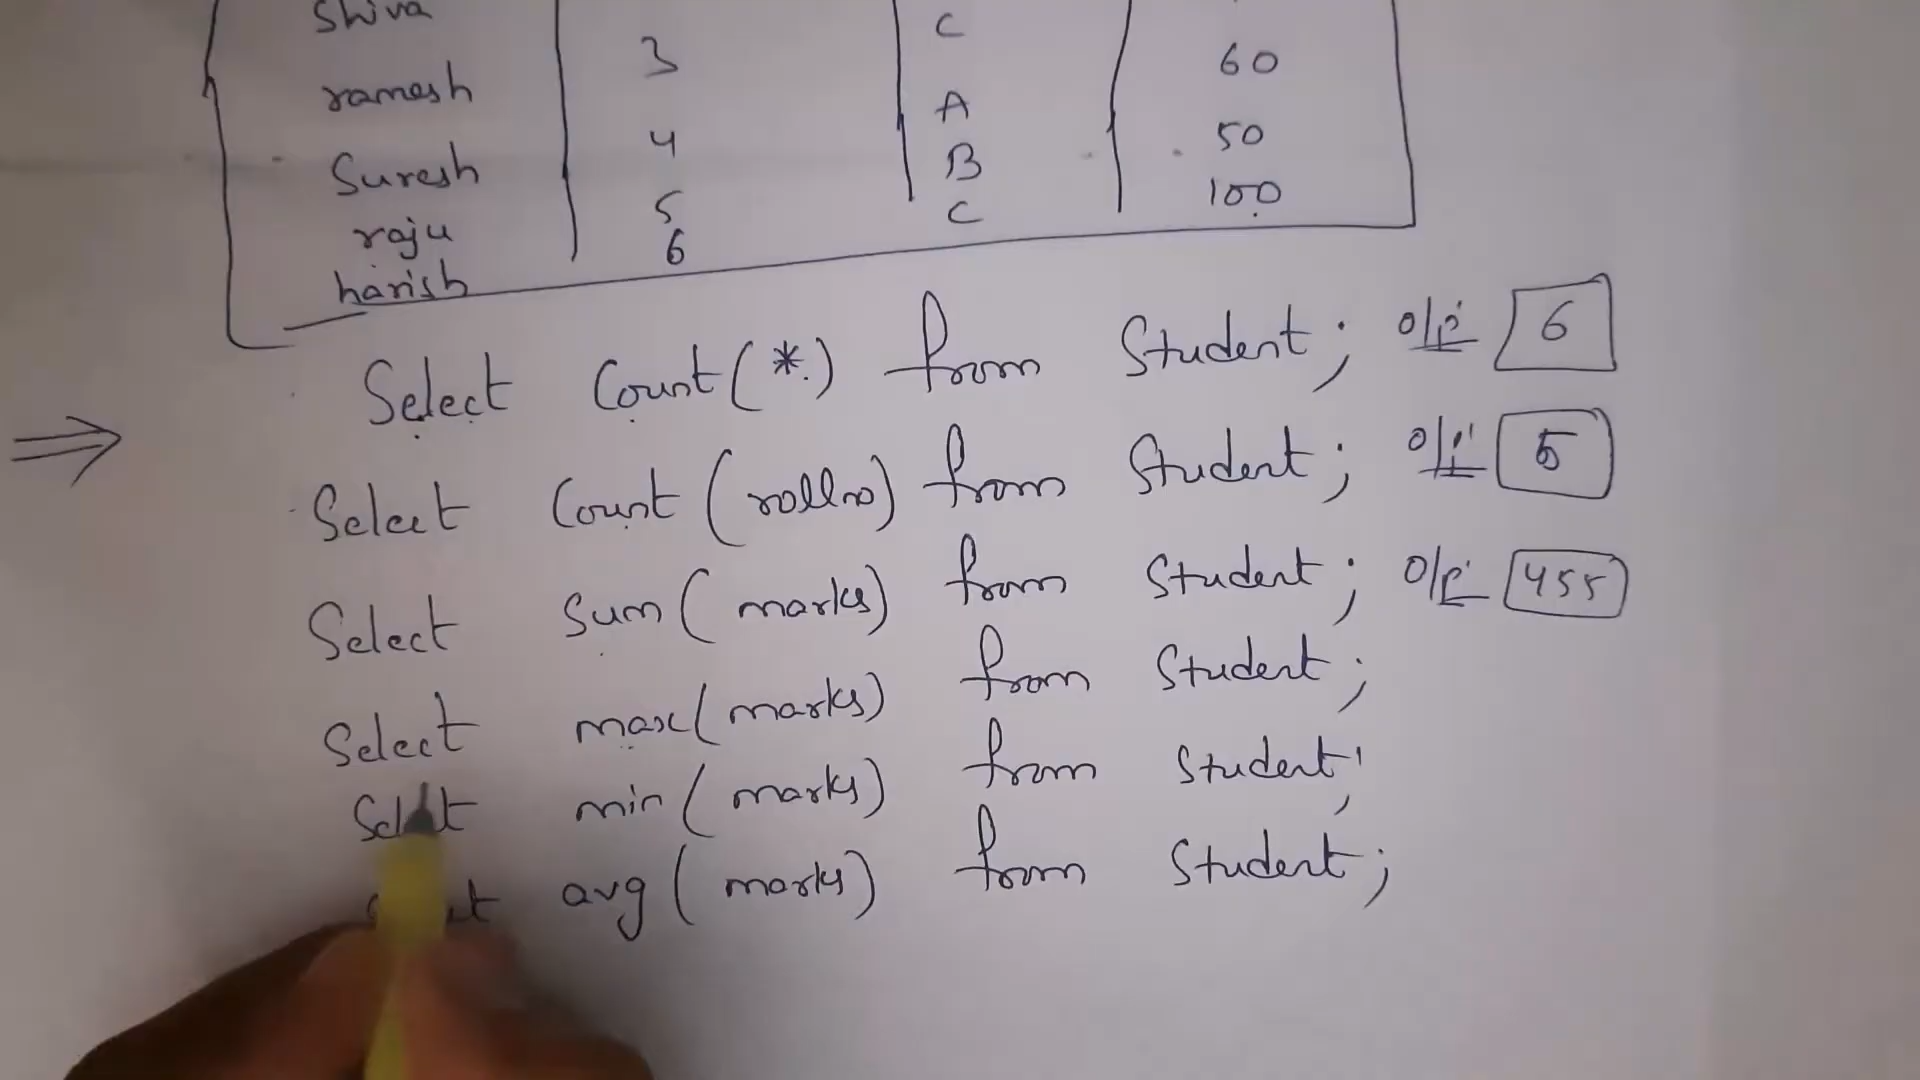 Shiva C
ramesh 3 60
Suresh 4 A 50
raju 5 B 100
harish 6 C
Select Count(*) from Student; o/p: 6
Select Count(rollno) from Student; o/p: 5
Select Sum(marks) from Student; o/p: 455
Select max(marks) from Student;
Select min(marks) from Student;
avg(marks) from Student;